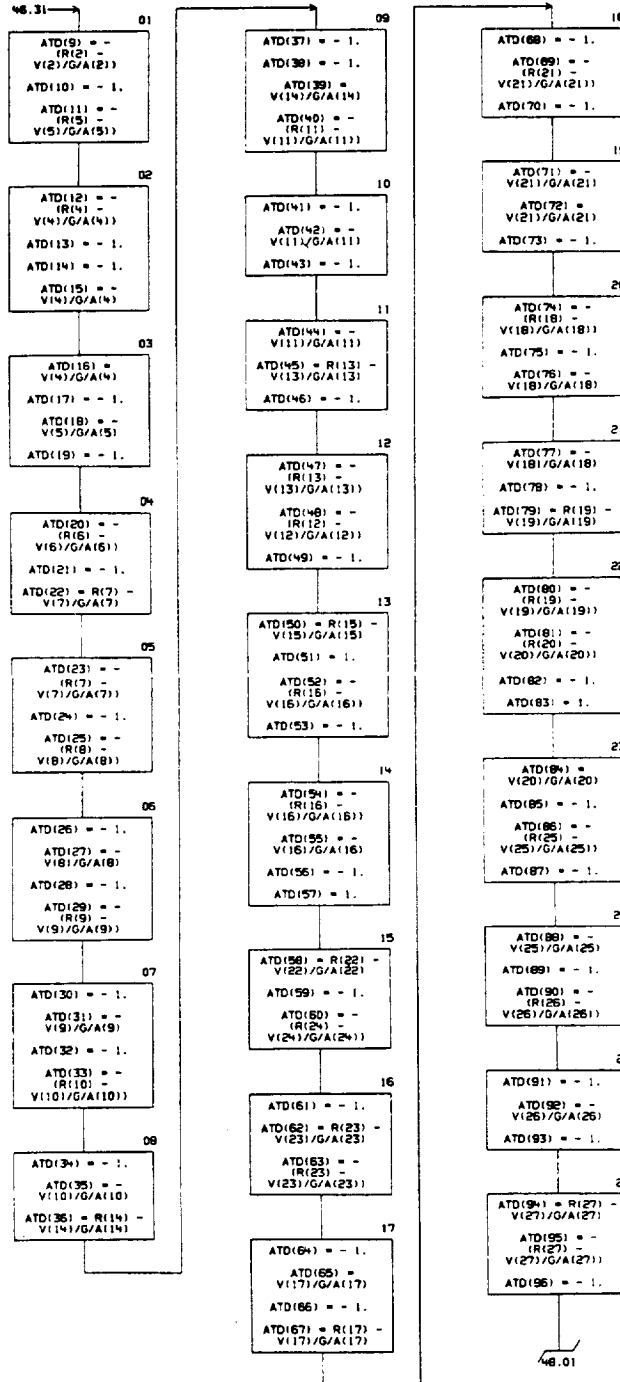 46.31
01
ATD(9) = -
(R(2) -
V(2)/G/A(2))
ATD(10) = - 1.
ATD(11) = -
(R(5) -
V(5)/G/A(5))
02
ATD(12) = -
(R(4) -
V(4)/G/A(4))
ATD(13) = - 1.
ATD(14) = - 1.
ATD(15) = -
V(4)/G/A(4)
03
ATD(16) =
V(4)/G/A(4)
ATD(17) = - 1.
ATD(18) = -
V(5)/G/A(5)
ATD(19) = - 1.
04
ATD(20) = -
(R(6) -
V(6)/G/A(6))
ATD(21) = - 1.
ATD(22) = R(7) -
V(7)/G/A(7)
05
ATD(23) = -
(R(7) -
V(7)/G/A(7))
ATD(24) = - 1.
ATD(25) = -
(R(8) -
V(8)/G/A(8))
06
ATD(26) = - 1.
ATD(27) = -
V(8)/G/A(8)
ATD(28) = - 1.
ATD(29) = -
(R(9) -
V(9)/G/A(9))
07
ATD(30) = - 1.
ATD(31) = -
V(9)/G/A(9)
ATD(32) = - 1.
ATD(33) = -
(R(10) -
V(10)/G/A(10))
08
ATD(34) = - 1.
ATD(35) = -
V(10)/G/A(10)
ATD(36) = R(14) -
V(14)/G/A(14)
09
ATD(37) = - 1.
ATD(38) = - 1.
ATD(39) =
V(14)/G/A(14)
ATD(40) = -
(R(11) -
V(11)/G/A(11))
10
ATD(41) = - 1.
ATD(42) = -
V(11)/G/A(11)
ATD(43) = - 1.
11
ATD(44) = -
V(11)/G/A(11)
ATD(45) = R(13) -
V(13)/G/A(13)
ATD(46) = - 1.
12
ATD(47) = -
(R(13) -
V(13)/G/A(13))
ATD(48) = -
(R(12) -
V(12)/G/A(12))
ATD(49) = - 1.
13
ATD(50) = R(15) -
V(15)/G/A(15)
ATD(51) = 1.
ATD(52) = -
(R(16) -
V(16)/G/A(16))
ATD(53) = - 1.
14
ATD(54) = -
(R(16) -
V(16)/G/A(16))
ATD(55) = -
V(16)/G/A(16)
ATD(56) = - 1.
ATD(57) = 1.
15
ATD(58) = R(22) -
V(22)/G/A(22)
ATD(59) = - 1.
ATD(60) = -
(R(24) -
V(24)/G/A(24))
16
ATD(61) = - 1.
ATD(62) = R(23) -
V(23)/G/A(23)
ATD(63) = -
(R(23) -
V(23)/G/A(23))
17
ATD(64) = - 1.
ATD(65) =
V(17)/G/A(17)
ATD(66) = - 1.
ATD(67) = R(17) -
V(17)/G/A(17)
18
ATD(68) = - 1.
ATD(69) = -
(R(21) -
V(21)/G/A(21))
ATD(70) = - 1.
ATD(71) = -
V(21)/G/A(21)
ATD(72) =
V(21)/G/A(21)
ATD(73) = - 1.
20
ATD(74) = -
(R(18) -
V(18)/G/A(18))
ATD(75) = - 1.
ATD(76) = -
V(18)/G/A(18)
2
ATD(77) = -
V(18)/G/A(18)
ATD(78) = - 1.
ATD(79) = R(19) -
V(19)/G/A(19)
22
ATD(80) = -
(R(19) -
V(19)/G/A(19))
ATD(81) = -
(R(20) -
V(20)/G/A(20))
ATD(82) = - 1.
ATD(83) = 1.
23
ATD(84) =
V(20)/G/A(20)
ATD(85) = - 1.
ATD(86) = -
(R(25) -
V(25)/G/A(25))
ATD(87) = - 1.
2
ATD(88) = -
V(25)/G/A(25)
ATD(89) = - 1.
ATD(90) = -
(R(26) -
V(26)/G/A(26))
2
ATD(91) = - 1.
ATD(92) = -
V(26)/G/A(26)
ATD(93) = - 1.
2
ATD(94) = R(27) -
V(27)/G/A(27)
ATD(95) = -
(R(27) -
V(27)/G/A(27))
ATD(96) = - 1.
48.01